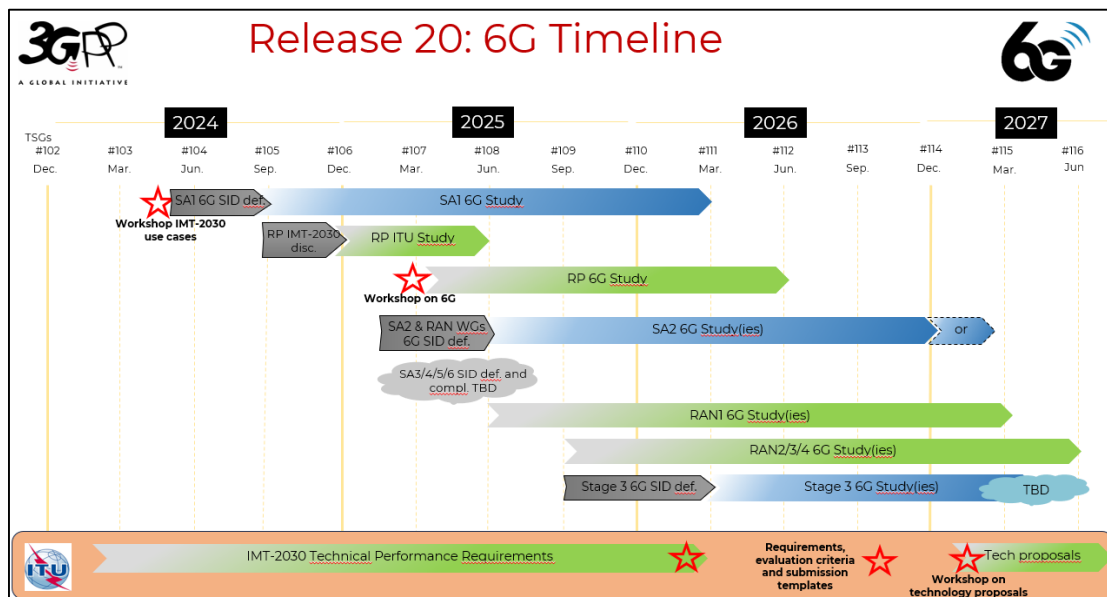 3GPP
TM
A GLOBAL INITIATIVE
Release 20: 6G Timeline
6G
2024
2025
2026
2027
TSGs
#102
#103
#104
#105
#106
#107
#108
#109
#110
#111
#112
#113
#114
#115
#116
Dec.
Mar.
Jun.
Sep.
Dec.
Mar.
Jun.
Sep.
Dec.
Mar.
Jun.
Sep.
Dec.
Mar.
Jun
SA1 6G SID def.
SA1 6G Study
Workshop IMT-2030
use cases
RP IMT-2030
disc.
RP ITU Study
RP 6G Study
Workshop on 6G
SA2 & RAN WGs
6G SID def.
SA2 6G Study(ies)
or
SA3/4/5/6 SID def. and
compl. TBD
RAN1 6G Study(ies)
RAN2/3/4 6G Study(ies)
Stage 3 6G SID def.
Stage 3 6G Study(ies)
TBD
ITU
IMT-2030 Technical Performance Requirements
Requirements,
evaluation criteria
and submission
templates
Tech proposals
Workshop on
technology proposals